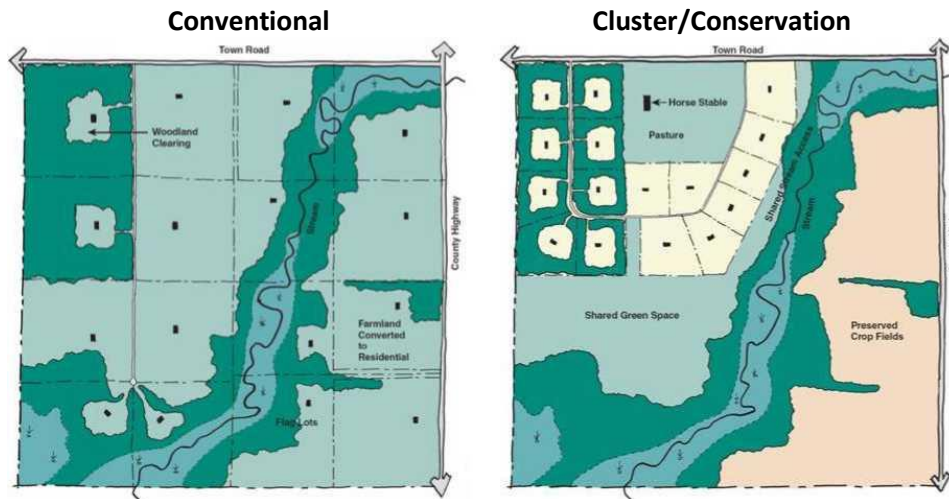 Conventional
Town Road
Woodland
Clearing
Stream
County Highway
Farmland
Converted
to
Residential
Flag Lots
Cluster/Conservation
Town Road
Horse Stable
Pasture
Shared Stream Access
Stream
Shared Green Space
Preserved
Crop Fields